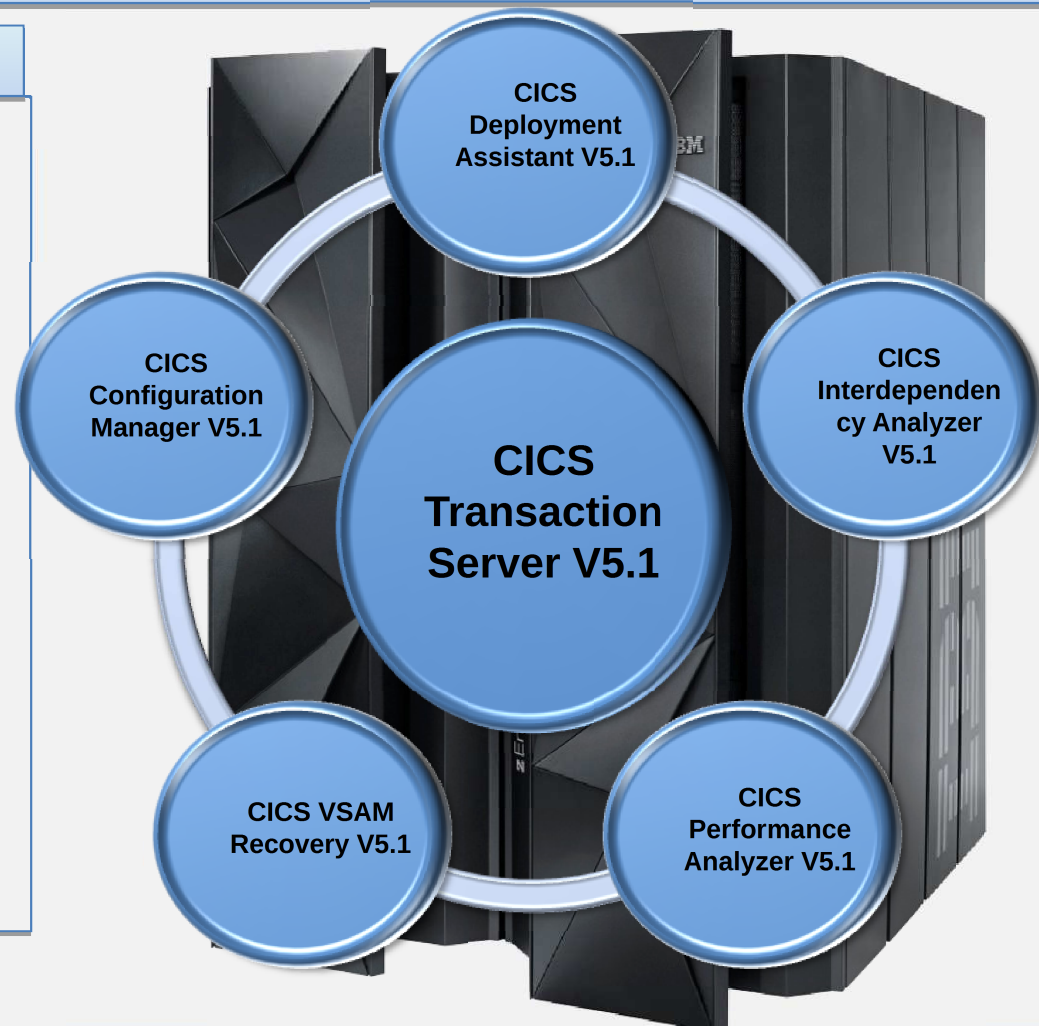 CICS
Deployment
Assistant V5.1
CICS
Configuration
Manager V5.1
CICS
Interdependen
cy Analyzer
V5.1
CICS
Transaction
Server V5.1
CICS VSAM
Recovery V5.1
CICS
Performance
Analyzer V5.1